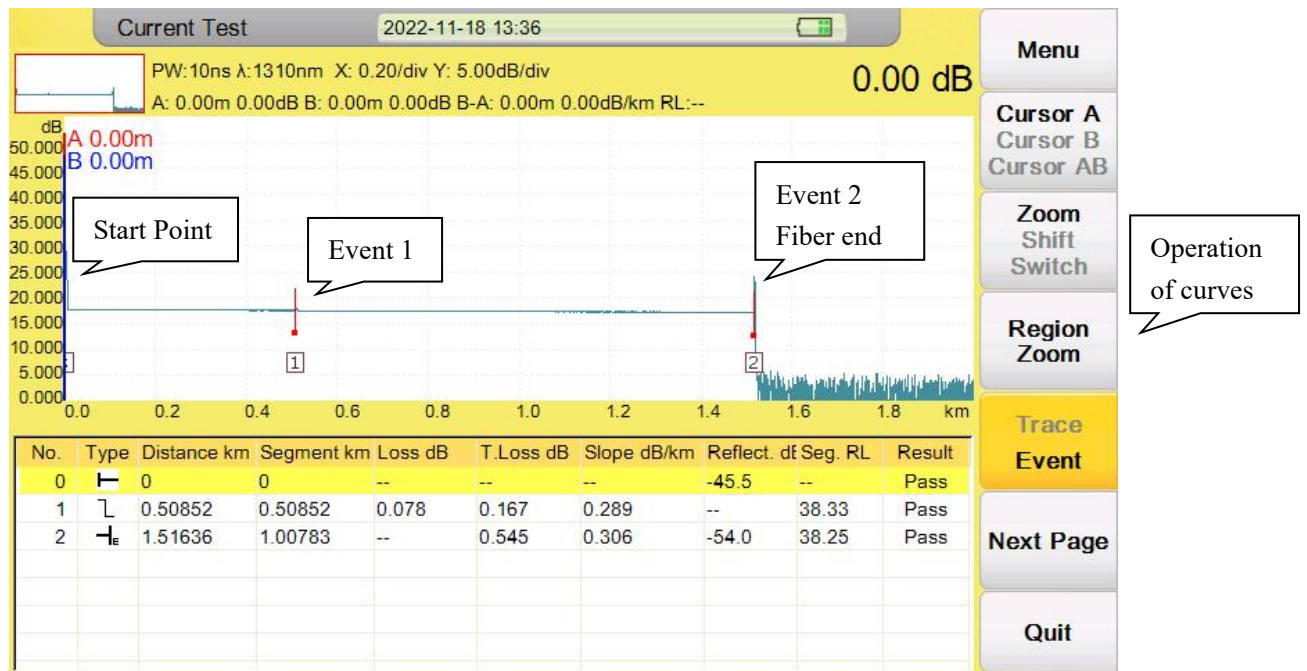 Current Test 2022-11-18 13:36
PW:10ns λ:1310nm X: 0.20/div Y: 5.00dB/div
0.00 dB
A: 0.00m 0.00dB B: 0.00m 0.00dB B-A: 0.00m 0.00dB/km RL:--
dB
50.000
45.000
40.000
35.000
30.000
25.000
20.000
15.000
10.000
5.000
0.000
A 0.00m
B 0.00m
Start Point
Event 1
Event 2
Fiber end
1
2
0.0 0.2 0.4 0.6 0.8 1.0 1.2 1.4 1.6 1.8 km
No. Type Distance km Segment km Loss dB T.Loss dB Slope dB/km Reflect. dE Seg. RL Result
0 0 0 -- -- -- -45.5 -- Pass
1 0.50852 0.50852 0.078 0.167 0.289 -- 38.33 Pass
2 E 1.51636 1.00783 -- 0.545 0.306 -54.0 38.25 Pass
Menu
Cursor A
Cursor B
Cursor AB
Zoom
Shift
Switch
Region
Zoom
Trace
Event
Next Page
Quit
Operation
of curves